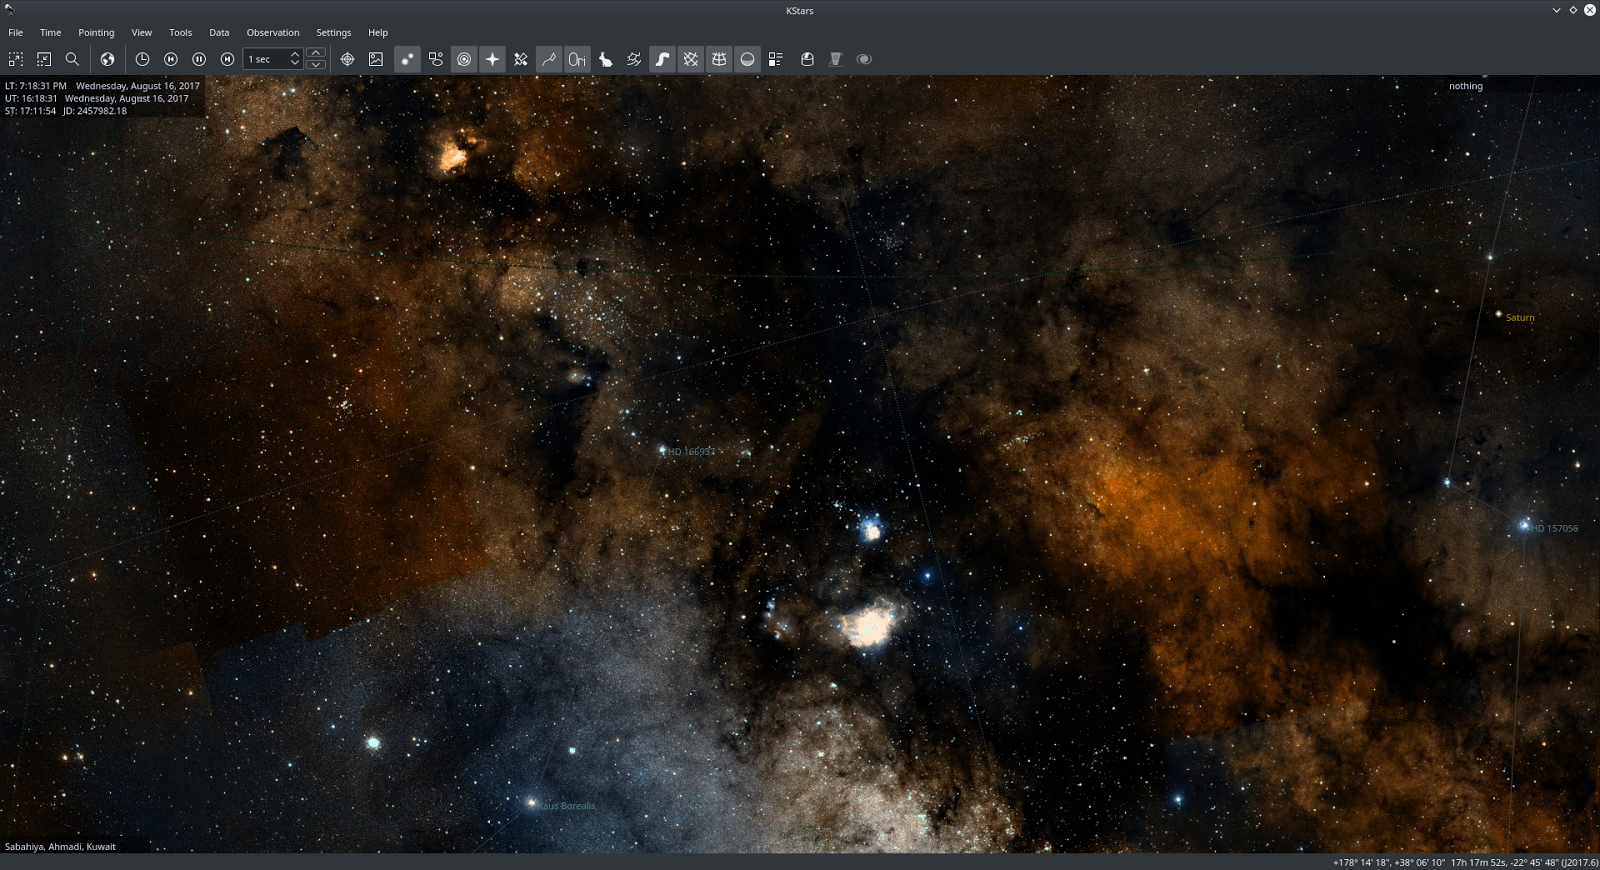 KStars
File Time Pointing View Tools Data Observation Settings Help
1 sec
Ori
LT: 7:18:31 PM Wednesday, August 16, 2017
UT: 16:18:31 Wednesday, August 16, 2017
ST: 17:11:54 JD: 2457982.18
nothing
Saturn
HD 166937
HD 157056
Kaus Borealis
Sabahiya, Ahmadi, Kuwait
+178° 14' 18", +38° 06' 10" 17h 17m 52s, -22° 45' 48" (J2017.6)